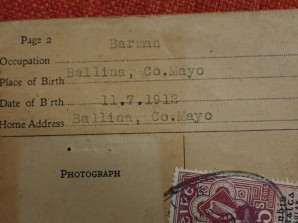 Page 2 Barman
Occupation
Place of Birth Ballina, Co.Mayo
Date of B rth 11.7.1912
Home Address Ballina, Co.Mayo
PHOTOGRAPH